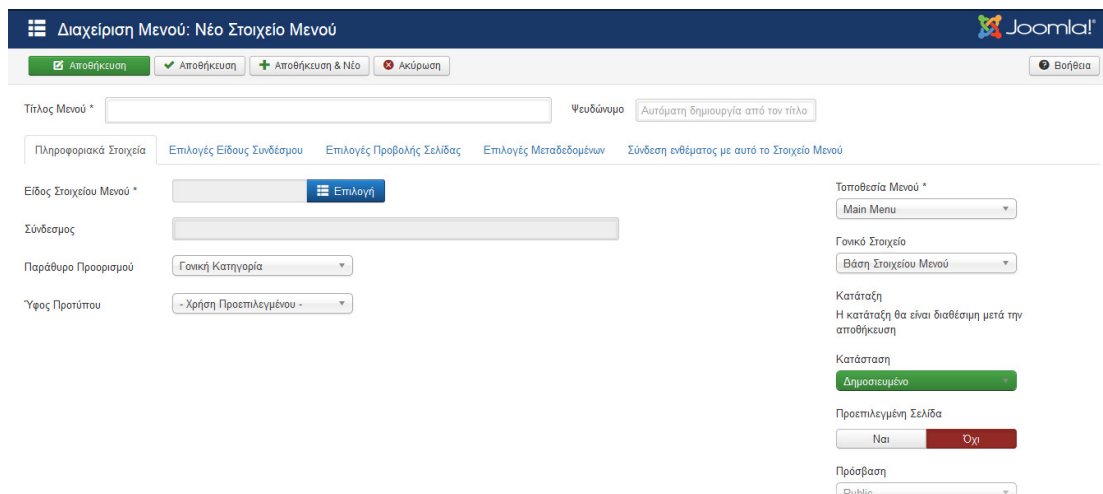 Διαχείριση Μενού: Νέο Στοιχείο Μενού
Joomla!®
Αποθήκευση Αποθήκευση Αποθήκευση & Νέο Ακύρωση Βοήθεια
Τίτλος Μενού * Ψευδώνυμο Αυτόματη δημιουργία από τον τίτλο
Πληροφοριακά Στοιχεία Επιλογές Είδους Συνδέσμου Επιλογές Προβολής Σελίδας Επιλογές Μεταδεδομένων Σύνδεση ενθέματος με αυτό το Στοιχείο Μενού
Είδος Στοιχείου Μενού * Επιλογή
Σύνδεσμος
Παράθυρο Προορισμού Γονική Κατηγορία
Ύφος Προτύπου - Χρήση Προεπιλεγμένου -
Τοποθεσία Μενού *
Main Menu
Γονικό Στοιχείο
Βάση Στοιχείου Μενού
Κατάταξη
Η κατάταξη θα είναι διαθέσιμη μετά την
αποθήκευση
Κατάσταση
Δημοσιευμένο
Προεπιλεγμένη Σελίδα
Ναι Όχι
Πρόσβαση
Public